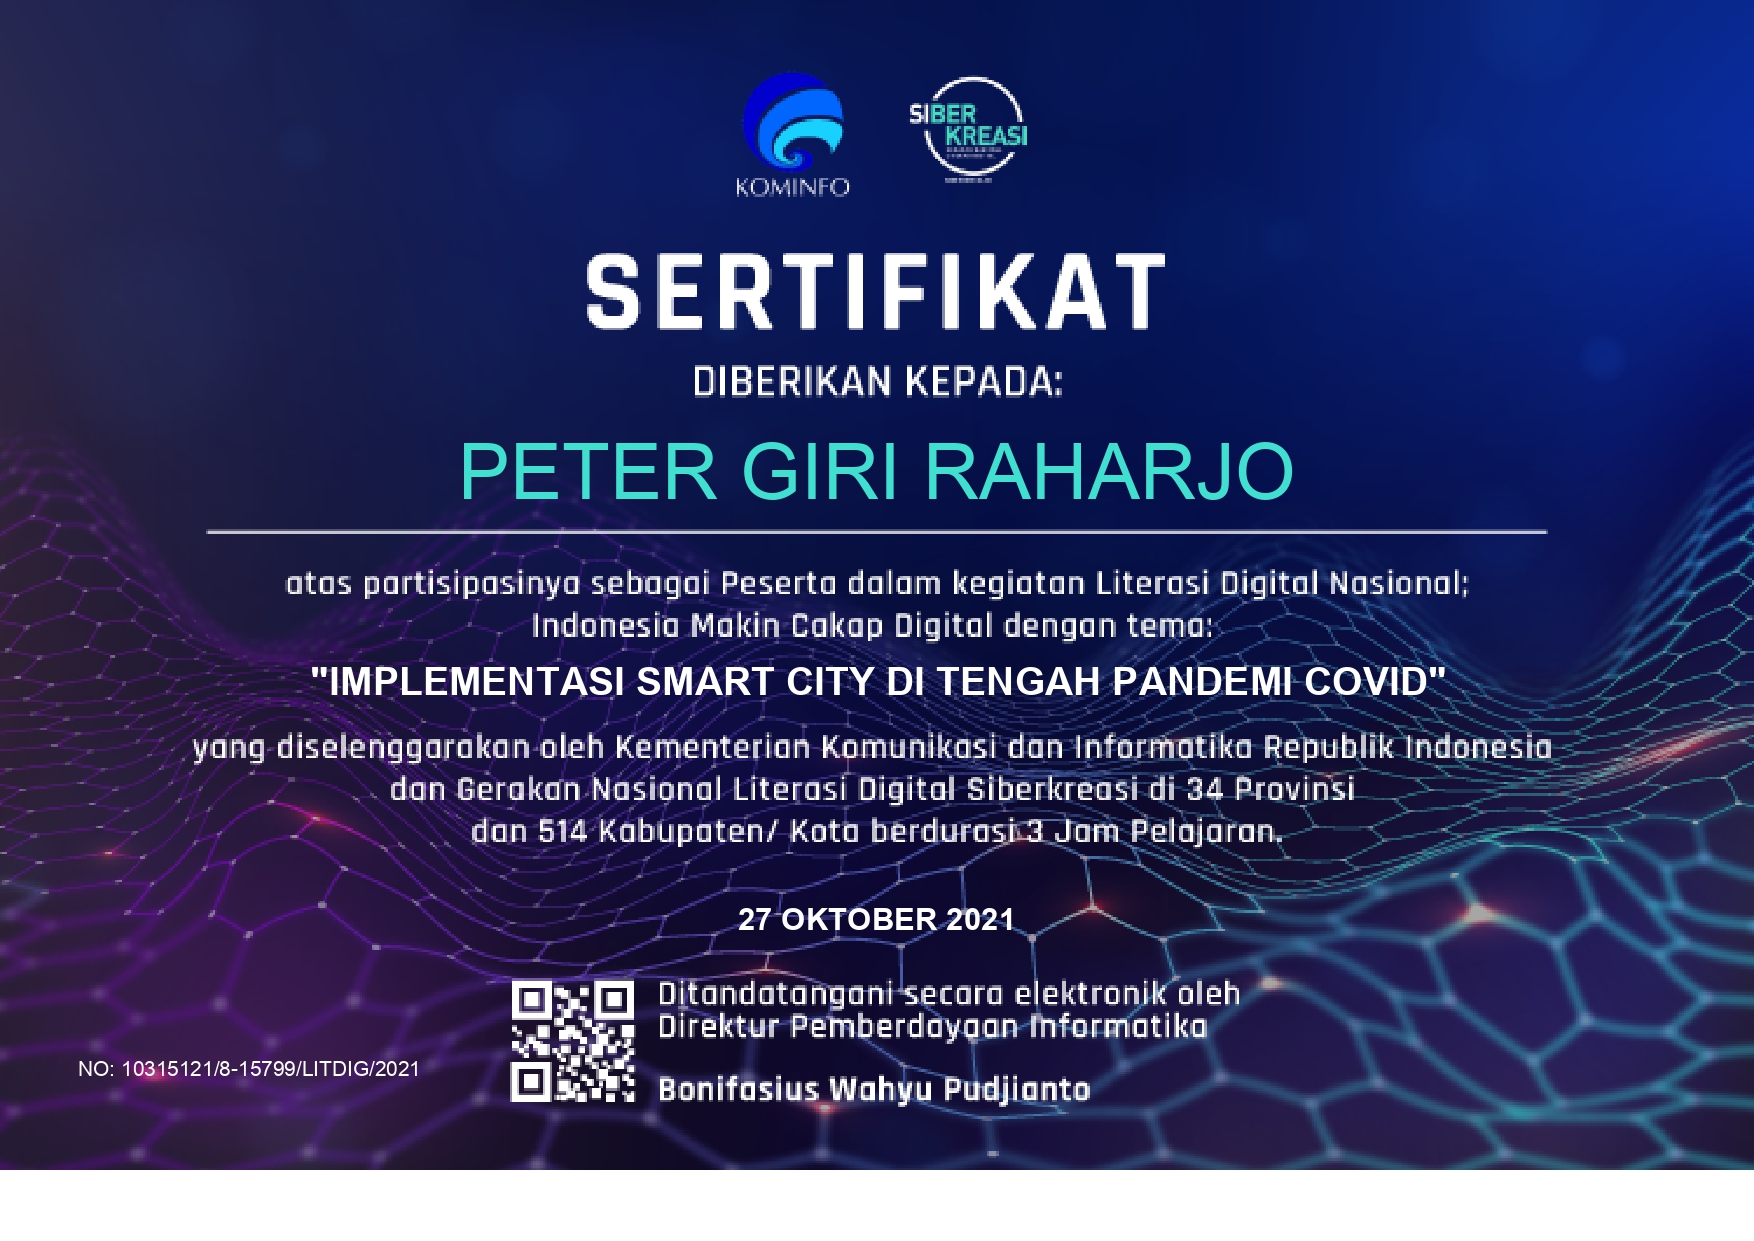 KOMINFO
SIBER
KREASI
SERTIFIKAT
DIBERIKAN KEPADA:
PETER GIRI RAHARJO
atas partisipasinya sebagai Peserta dalam kegiatan Literasi Digital Nasional;
Indonesia Makin Cakap Digital dengan tema:
"IMPLEMENTASI SMART CITY DI TENGAH PANDEMI COVID"
yang diselenggarakan oleh Kementerian Komunikasi dan Informatika Republik Indonesia
dan Gerakan Nasional Literasi Digital Siberkreasi di 34 Provinsi
dan 514 Kabupaten/ Kota berdurasi 3 Jam Pelajaran.
27 OKTOBER 2021
Ditandatangani secara elektronik oleh
Direktur Pemberdayaan Informatika
Bonifasius Wahyu Pudjianto
NO: 10315121/8-15799/LITDIG/2021